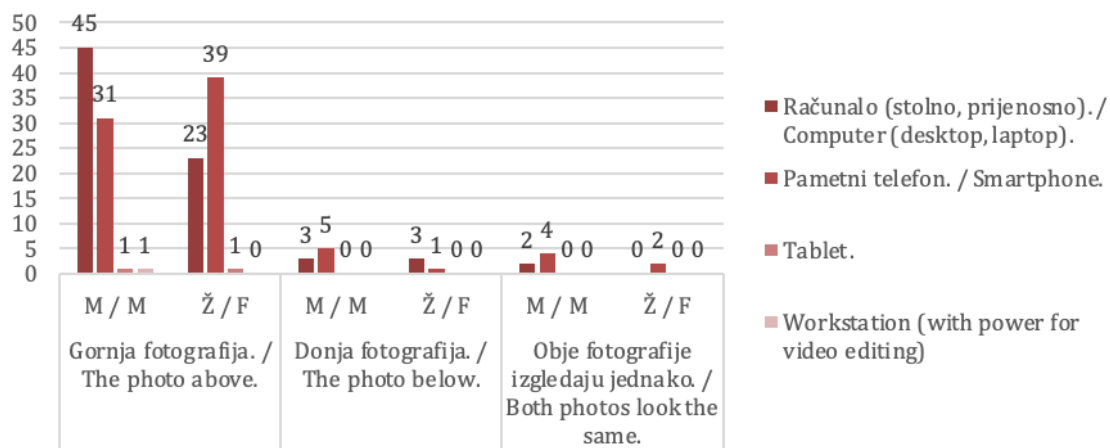 50
45
40
35
30
25
20
15
10
5
0
45
31
1 1
23
39
1 0
3 5 0 0
3 1 0 0
2 4 0 0
0 2 0 0
M / M
Ž / F
M / M
Ž / F
M / M
Ž / F
Gornja fotografija. /
The photo above.
Donja fotografija. /
The photo below.
Obje fotografije
izgledaju jednako. /
Both photos look the
same.
Računalo (stolno, prijenosno). /
Computer (desktop, laptop).
Pametni telefon. / Smartphone.
Tablet.
Workstation (with power for
video editing)